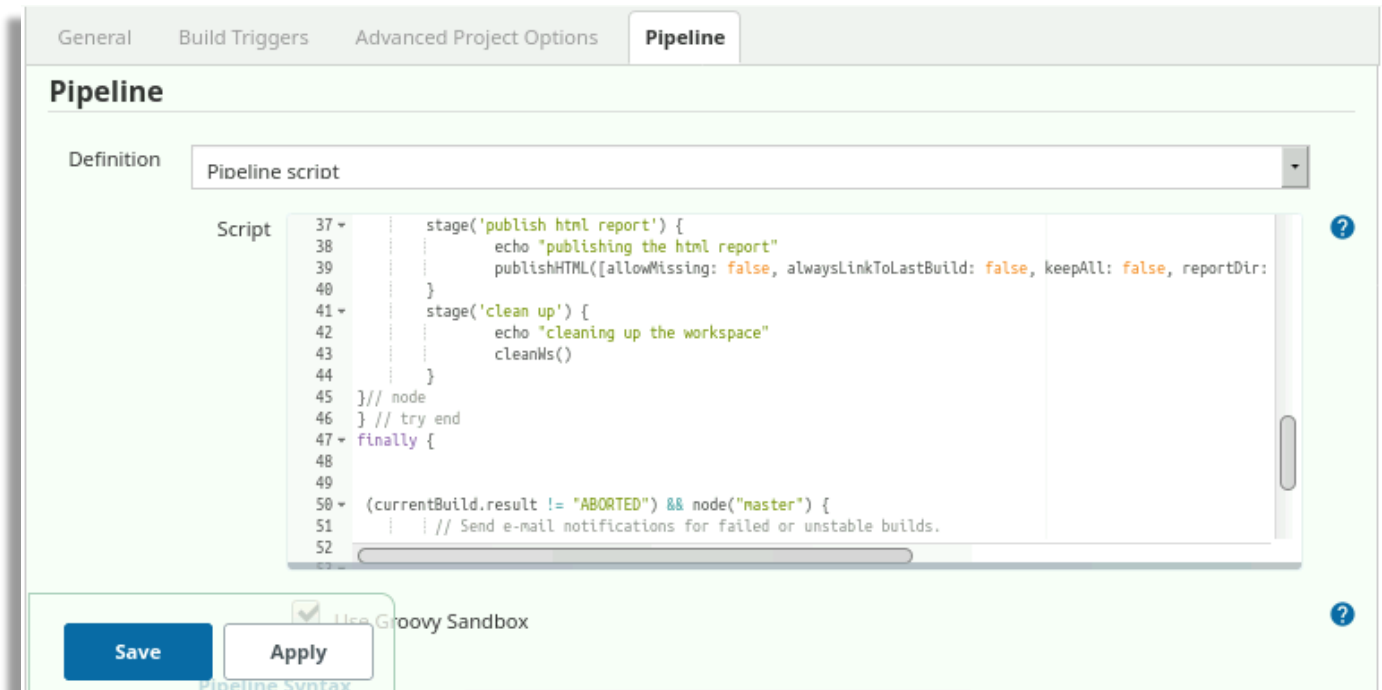 General Build Triggers Advanced Project Options Pipeline
Pipeline
Definition
Pipeline script
Script
37 stage('publish html report') {
38 echo "publishing the html report"
39 publishHTML([allowMissing: false, alwaysLinkToLastBuild: false, keepAll: false, reportDir:
40 }
41 stage('clean up') {
42 echo "cleaning up the workspace"
43 cleanWs()
44 }
45 }// node
46 } // try end
47 finally {
48
49
50 (currentBuild.result != "ABORTED") && node("master") {
51 // Send e-mail notifications for failed or unstable builds.
52
Use Groovy Sandbox
Save Apply
Pipeline Syntax